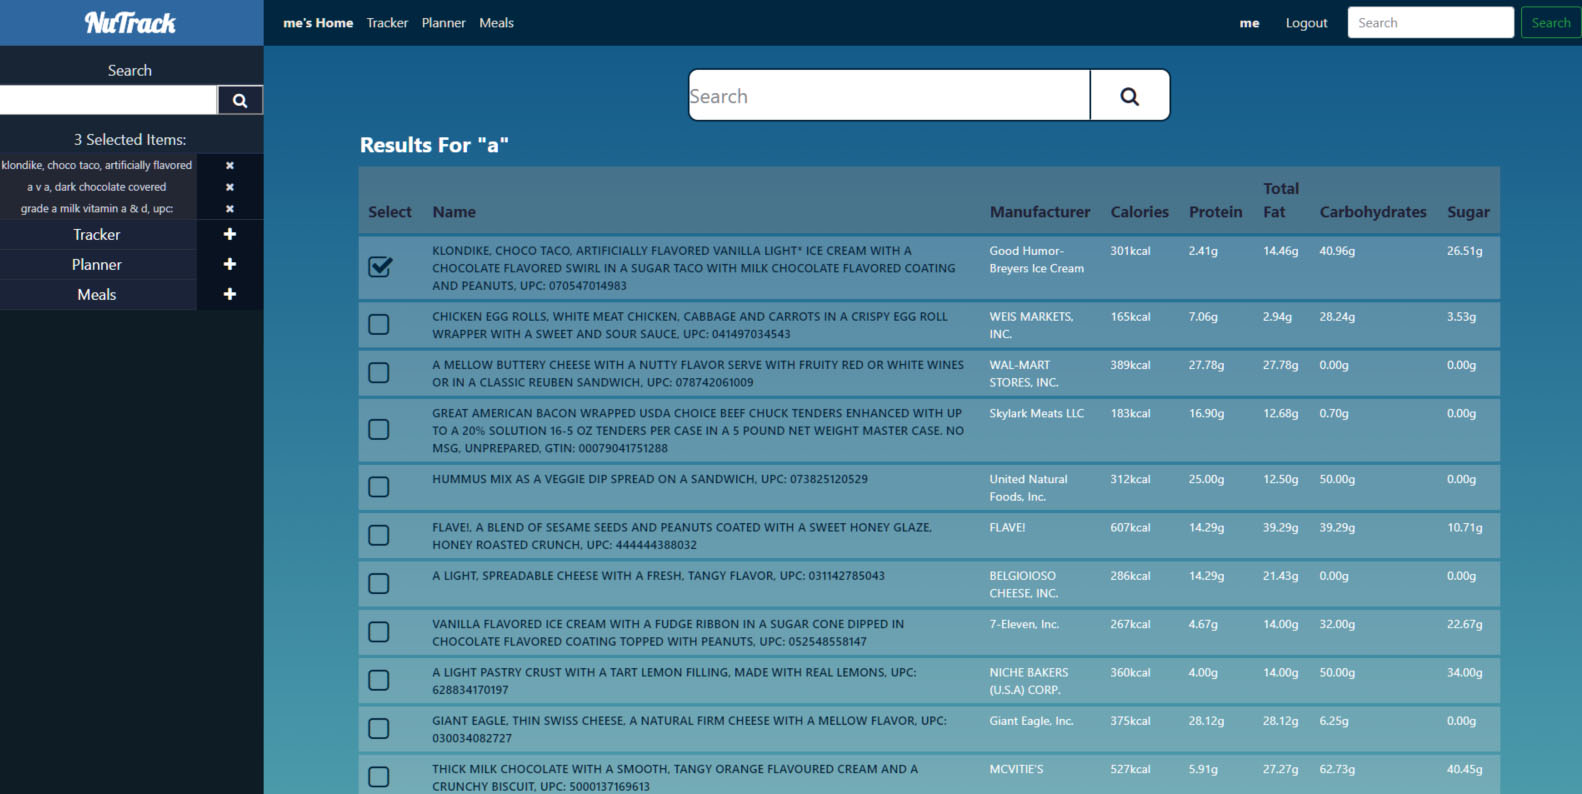 NuTrack
me's Home Tracker Planner Meals
me Logout Search Search
Search
3 Selected Items:
klondike, choco taco, artificially flavored
a v a, dark chocolate covered
grade a milk vitamin a & d, upc:
Tracker
Planner
Meals
Search
Results For "a"
Select Name Manufacturer Calories Protein Total Fat Carbohydrates Sugar
KLONDIKE, CHOCO TACO, ARTIFICIALLY FLAVORED VANILLA LIGHT* ICE CREAM WITH A
CHOCOLATE FLAVORED SWIRL IN A SUGAR TACO WITH MILK CHOCOLATE FLAVORED COATING
AND PEANUTS, UPC: 070547014983
Good Humor-
Breyers Ice Cream
301kcal 2.41g 14.46g 40.96g 26.51g
CHICKEN EGG ROLLS, WHITE MEAT CHICKEN, CABBAGE AND CARROTS IN A CRISPY EGG ROLL
WRAPPER WITH A SWEET AND SOUR SAUCE, UPC: 041497034543
WEIS MARKETS,
INC.
165kcal 7.06g 2.94g 28.24g 3.53g
A MELLOW BUTTERY CHEESE WITH A NUTTY FLAVOR SERVE WITH FRUITY RED OR WHITE WINES
OR IN A CLASSIC REUBEN SANDWICH, UPC: 078742061009
WAL-MART
STORES, INC.
389kcal 27.78g 27.78g 0.00g 0.00g
GREAT AMERICAN BACON WRAPPED USDA CHOICE BEEF CHUCK TENDERS ENHANCED WITH UP
TO A 20% SOLUTION 16-5 OZ TENDERS PER CASE IN A 5 POUND NET WEIGHT MASTER CASE. NO
MSG, UNPREPARED, GTIN: 00079041751288
Skylark Meats LLC
183kcal 16.90g 12.68g 0.70g 0.00g
HUMMUS MIX AS A VEGGIE DIP SPREAD ON A SANDWICH, UPC: 073825120529
United Natural
Foods, Inc.
312kcal 25.00g 12.50g 50.00g 0.00g
FLAVE!, A BLEND OF SESAME SEEDS AND PEANUTS COATED WITH A SWEET HONEY GLAZE,
HONEY ROASTED CRUNCH, UPC: 444444388032
FLAVE!
607kcal 14.29g 39.29g 39.29g 10.71g
A LIGHT, SPREADABLE CHEESE WITH A FRESH, TANGY FLAVOR, UPC: 031142785043
BELGIOIOSO
CHEESE, INC.
286kcal 14.29g 21.43g 0.00g 0.00g
VANILLA FLAVORED ICE CREAM WITH A FUDGE RIBBON IN A SUGAR CONE DIPPED IN
CHOCOLATE FLAVORED COATING TOPPED WITH PEANUTS, UPC: 052548558147
7-Eleven, Inc.
267kcal 4.67g 14.00g 32.00g 22.67g
A LIGHT PASTRY CRUST WITH A TART LEMON FILLING, MADE WITH REAL LEMONS, UPC:
628834170197
NICHE BAKERS
(U.S.A) CORP.
360kcal 4.00g 14.00g 50.00g 34.00g
GIANT EAGLE, THIN SWISS CHEESE, A NATURAL FIRM CHEESE WITH A MELLOW FLAVOR, UPC:
030034082727
Giant Eagle, Inc.
375kcal 28.12g 28.12g 6.25g 0.00g
THICK MILK CHOCOLATE WITH A SMOOTH, TANGY ORANGE FLAVOURED CREAM AND A
CRUNCHY BISCUIT, UPC: 5000137169613
MCVITIE'S
527kcal 5.91g 27.27g 62.73g 40.45g